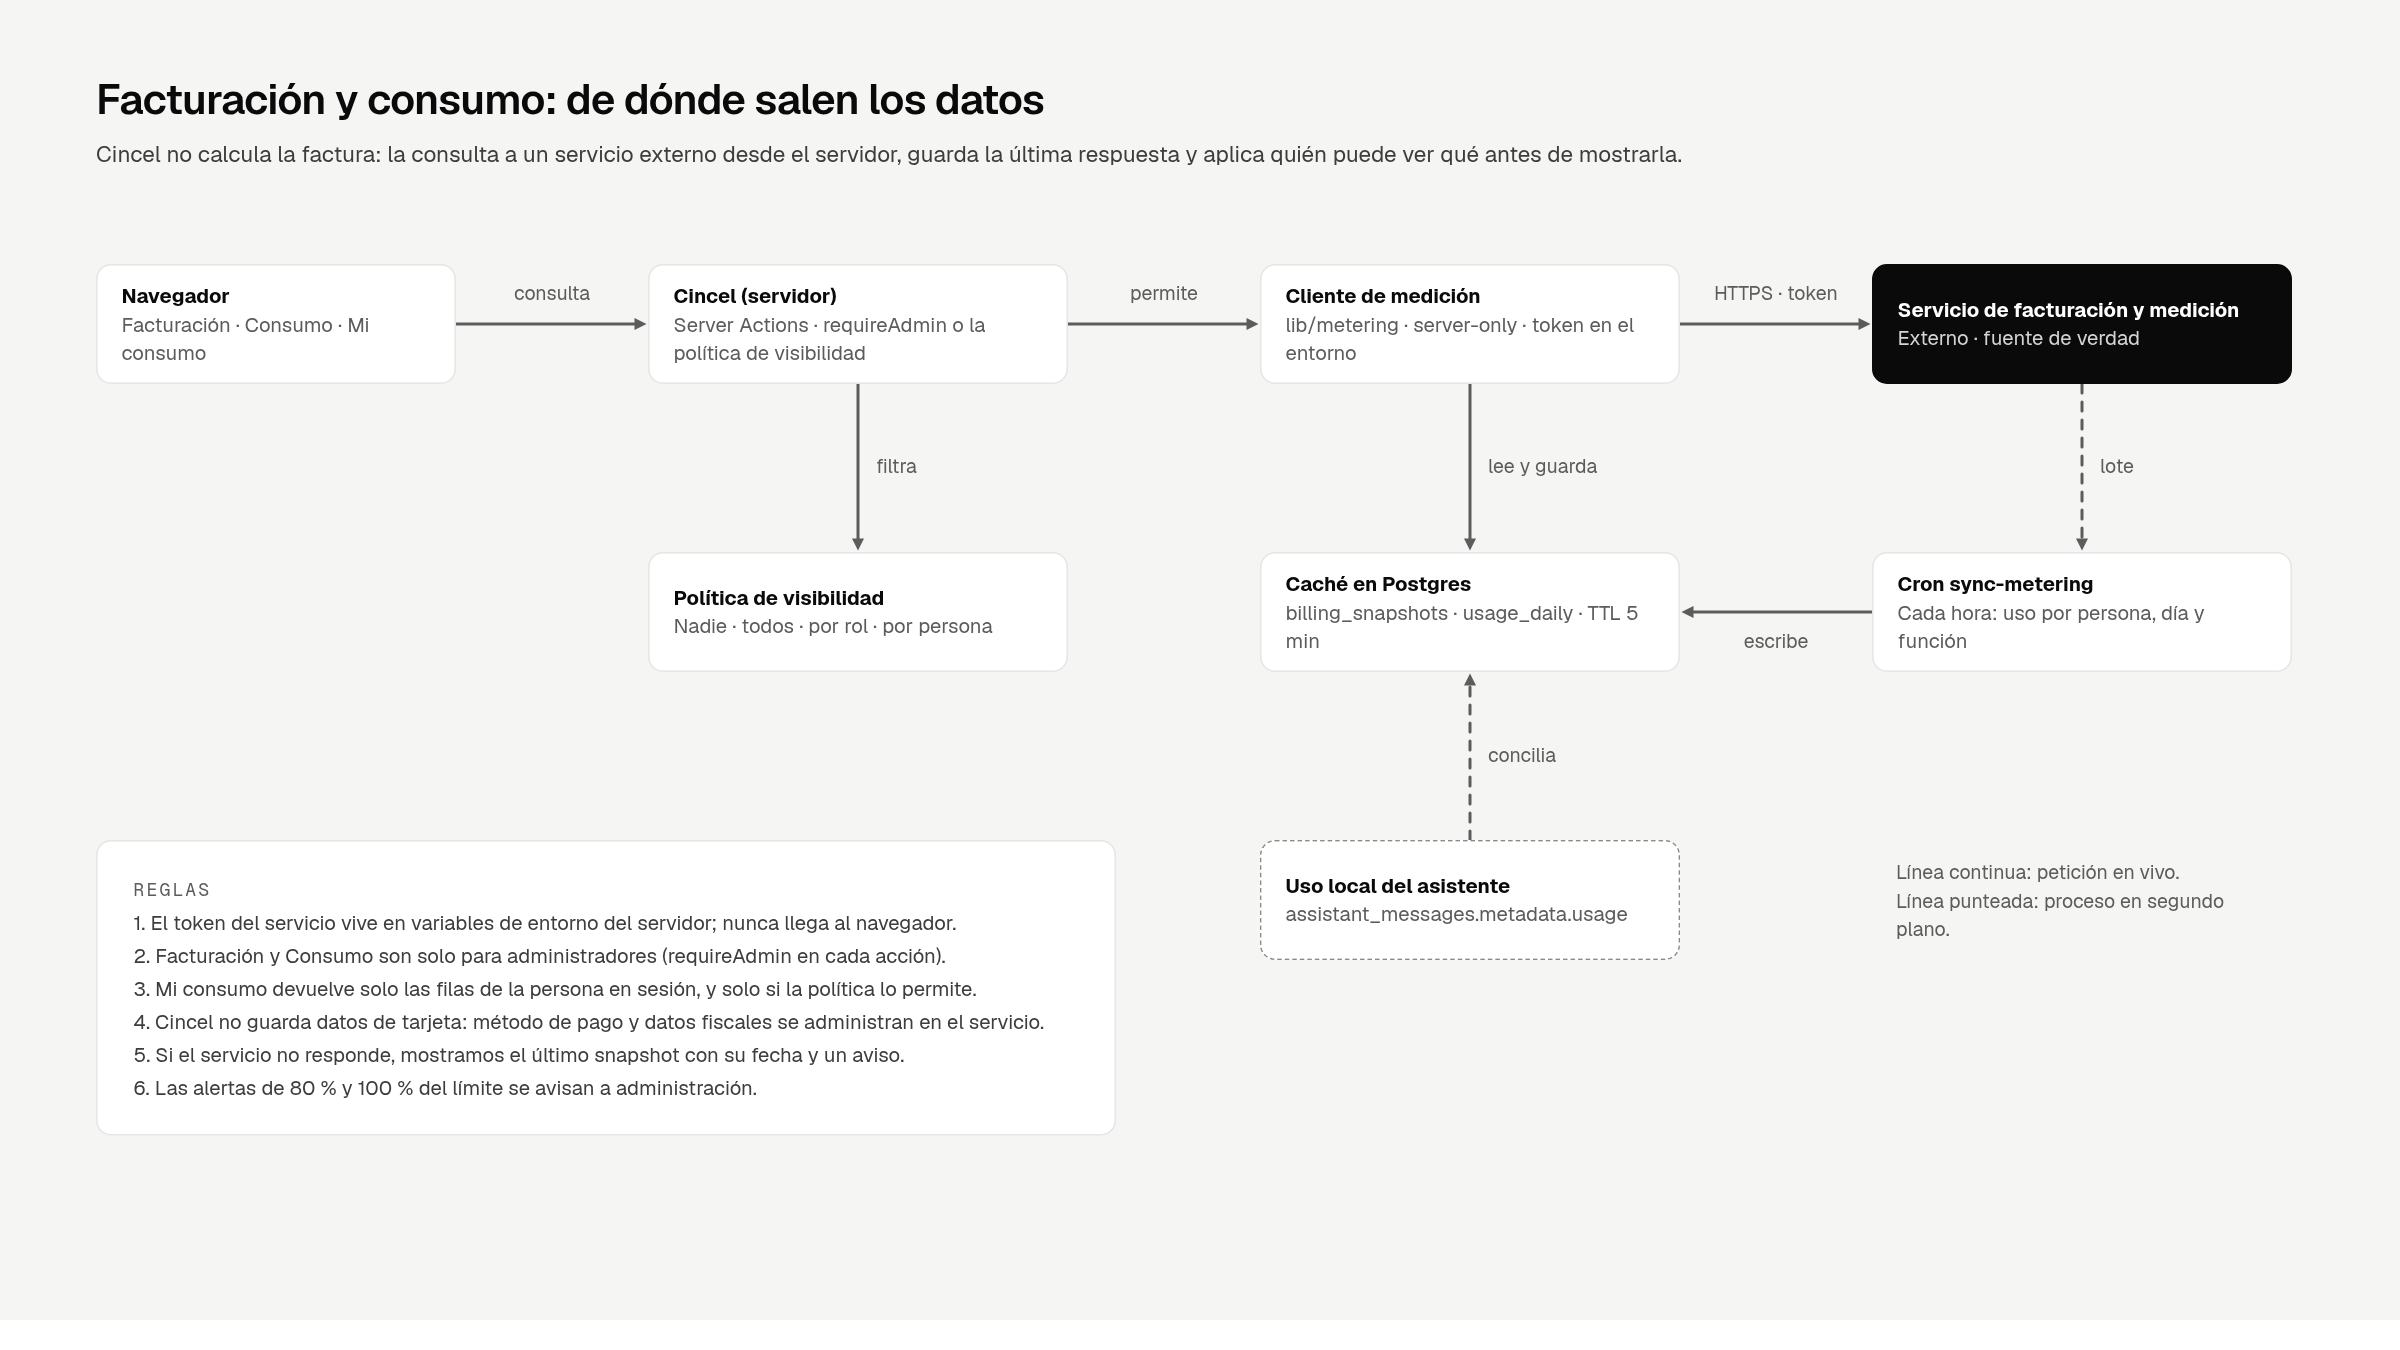 Facturación y consumo: de dónde salen los datos
Cincel no calcula la factura: la consulta a un servicio externo desde el servidor, guarda la última respuesta y aplica quién puede ver qué antes de mostrarla.
Navegador
Facturación · Consumo · Mi
consumo
consulta
Cincel (servidor)
Server Actions · requireAdmin o la
política de visibilidad
permite
Cliente de medición
lib/metering · server-only · token en el
entorno
HTTPS · token
Servicio de facturación y medición
Externo · fuente de verdad
filtra
lee y guarda
lote
Política de visibilidad
Nadie · todos · por rol · por persona
Caché en Postgres
billing_snapshots · usage_daily · TTL 5
min
escribe
Cron sync-metering
Cada hora: uso por persona, día y
función
concilia
REGLAS
1. El token del servicio vive en variables de entorno del servidor; nunca llega al navegador.
2. Facturación y Consumo son solo para administradores (requireAdmin en cada acción).
3. Mi consumo devuelve solo las filas de la persona en sesión, y solo si la política lo permite.
4. Cincel no guarda datos de tarjeta: método de pago y datos fiscales se administran en el servicio.
5. Si el servicio no responde, mostramos el último snapshot con su fecha y un aviso.
6. Las alertas de 80 % y 100 % del límite se avisan a administración.
Uso local del asistente
assistant_messages.metadata.usage
Línea continua: petición en vivo.
Línea punteada: proceso en segundo
plano.